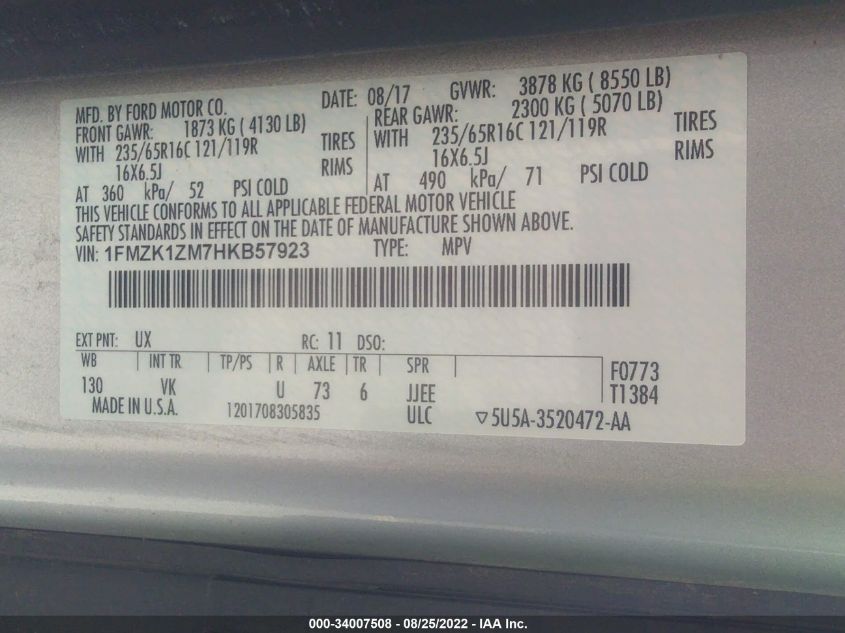 MFD. BY FORD MOTOR CO. DATE: 08/17 GVWR: 3878 KG ( 8550 LB)
FRONT GAWR: 1873 KG ( 4130 LB) REAR GAWR: 2300 KG ( 5070 LB)
WITH 235/65R16C 121/119R TIRES WITH 235/65R16C 121/119R TIRES
16X6.5J RIMS 16X6.5J RIMS
AT 360 kPa/ 52 PSI COLD AT 490 kPa/ 71 PSI COLD
THIS VEHICLE CONFORMS TO ALL APPLICABLE FEDERAL MOTOR VEHICLE
SAFETY STANDARDS IN EFFECT ON THE DATE OF MANUFACTURE SHOWN ABOVE.
VIN: 1FMZK1ZM7HKB57923 TYPE: MPV
EXT PNT: UX RC: 11 DSO:
WB INT TR TP/PS R AXLE TR SPR F0773
130 VK U 73 6 JJEE T1384
MADE IN U.S.A. 1201708305835 ULC ▽5U5A-3520472-AA
000-34007508 - 08/25/2022 - IAA Inc.